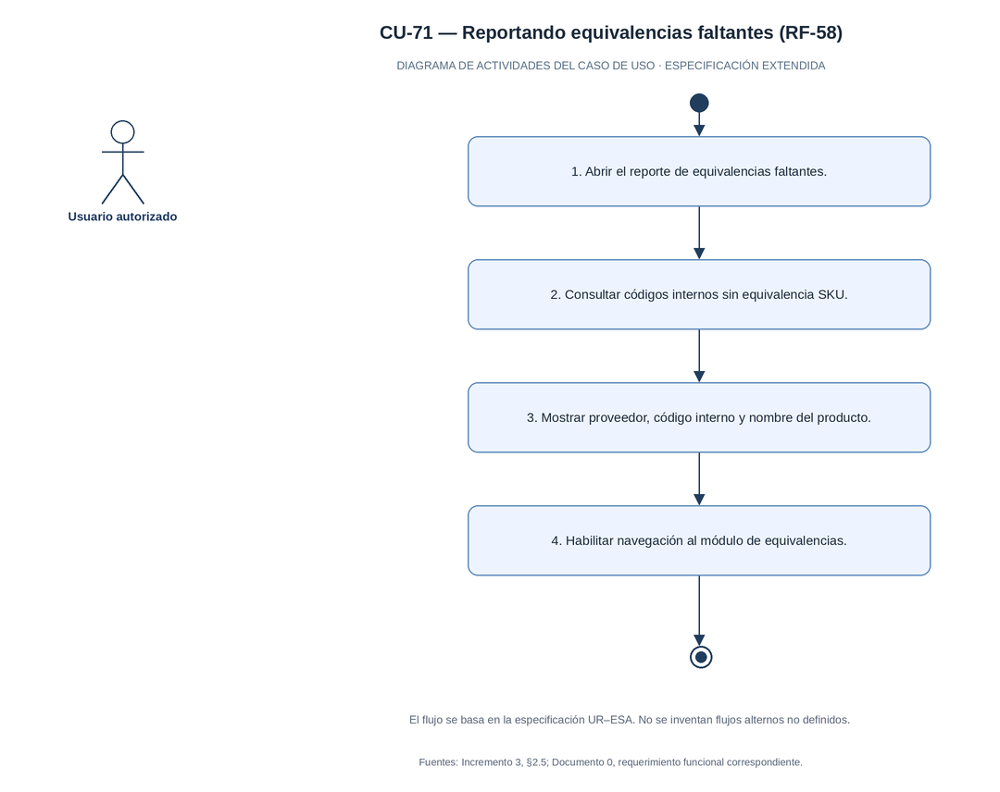 CU-71 — Reportando equivalencias faltantes (RF-58)
DIAGRAMA DE ACTIVIDADES DEL CASO DE USO · ESPECIFICACIÓN EXTENDIDA
Usuario autorizado
1. Abrir el reporte de equivalencias faltantes.
2. Consultar códigos internos sin equivalencia SKU.
3. Mostrar proveedor, código interno y nombre del producto.
4. Habilitar navegación al módulo de equivalencias.
El flujo se basa en la especificación UR–ESA. No se inventan flujos alternos no definidos.
Fuentes: Incremento 3, §2.5; Documento 0, requerimiento funcional correspondiente.